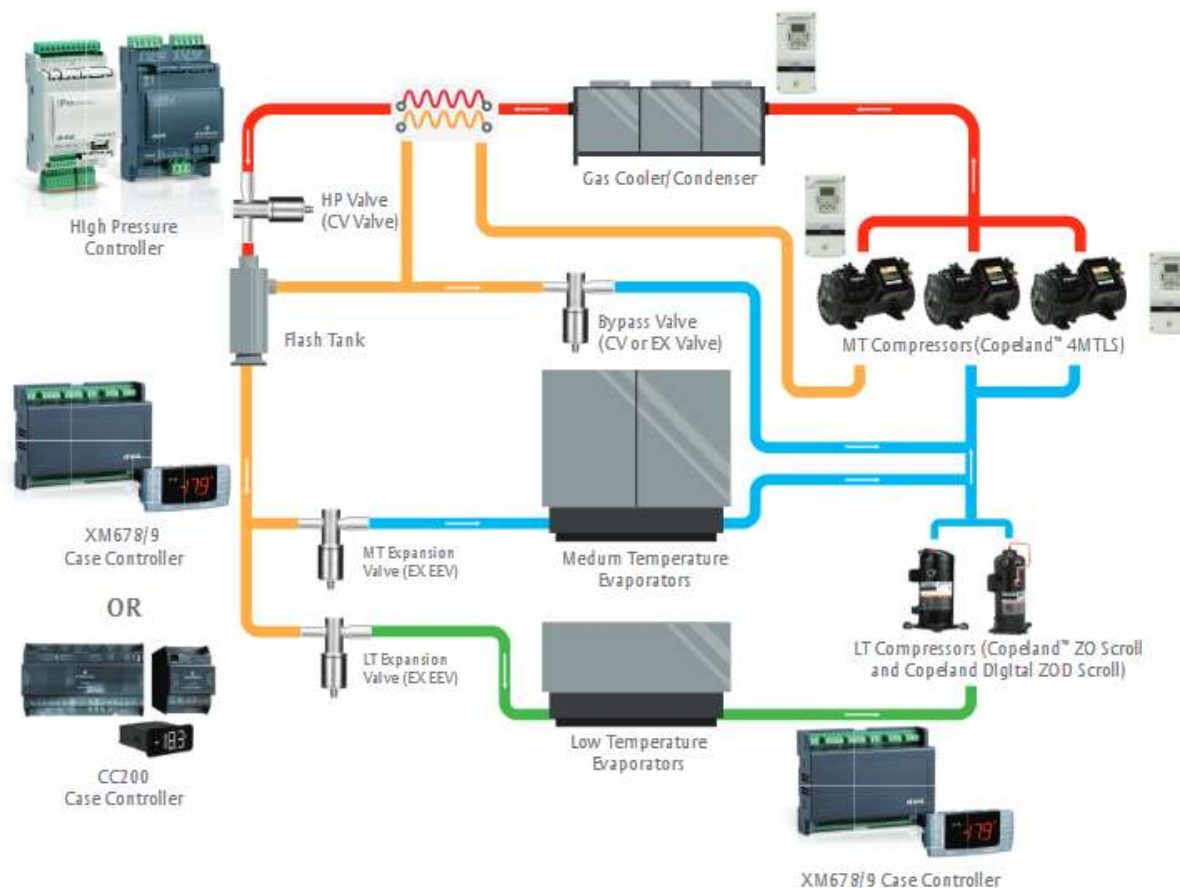 High Pressure
Controller
HP Valve
(CV Valve)
Gas Cooler/Condenser
Flash Tank
Bypass Valve
(CV or EX Valve)
MT Compressors (Copeland™ 4MTLS)
-179
XM678/9
Case Controller
OR
MT Expansion
Valve (EX EEV)
Medum Temperature
Evaporators
LT Expansion
Valve (EX EEV)
LT Compressors (Copeland™ ZO Scroll
and Copeland Digital ZOD Scroll)
CC200
Case Controller
Low Temperature
Evaporators
-179
XM678/9 Case Controller